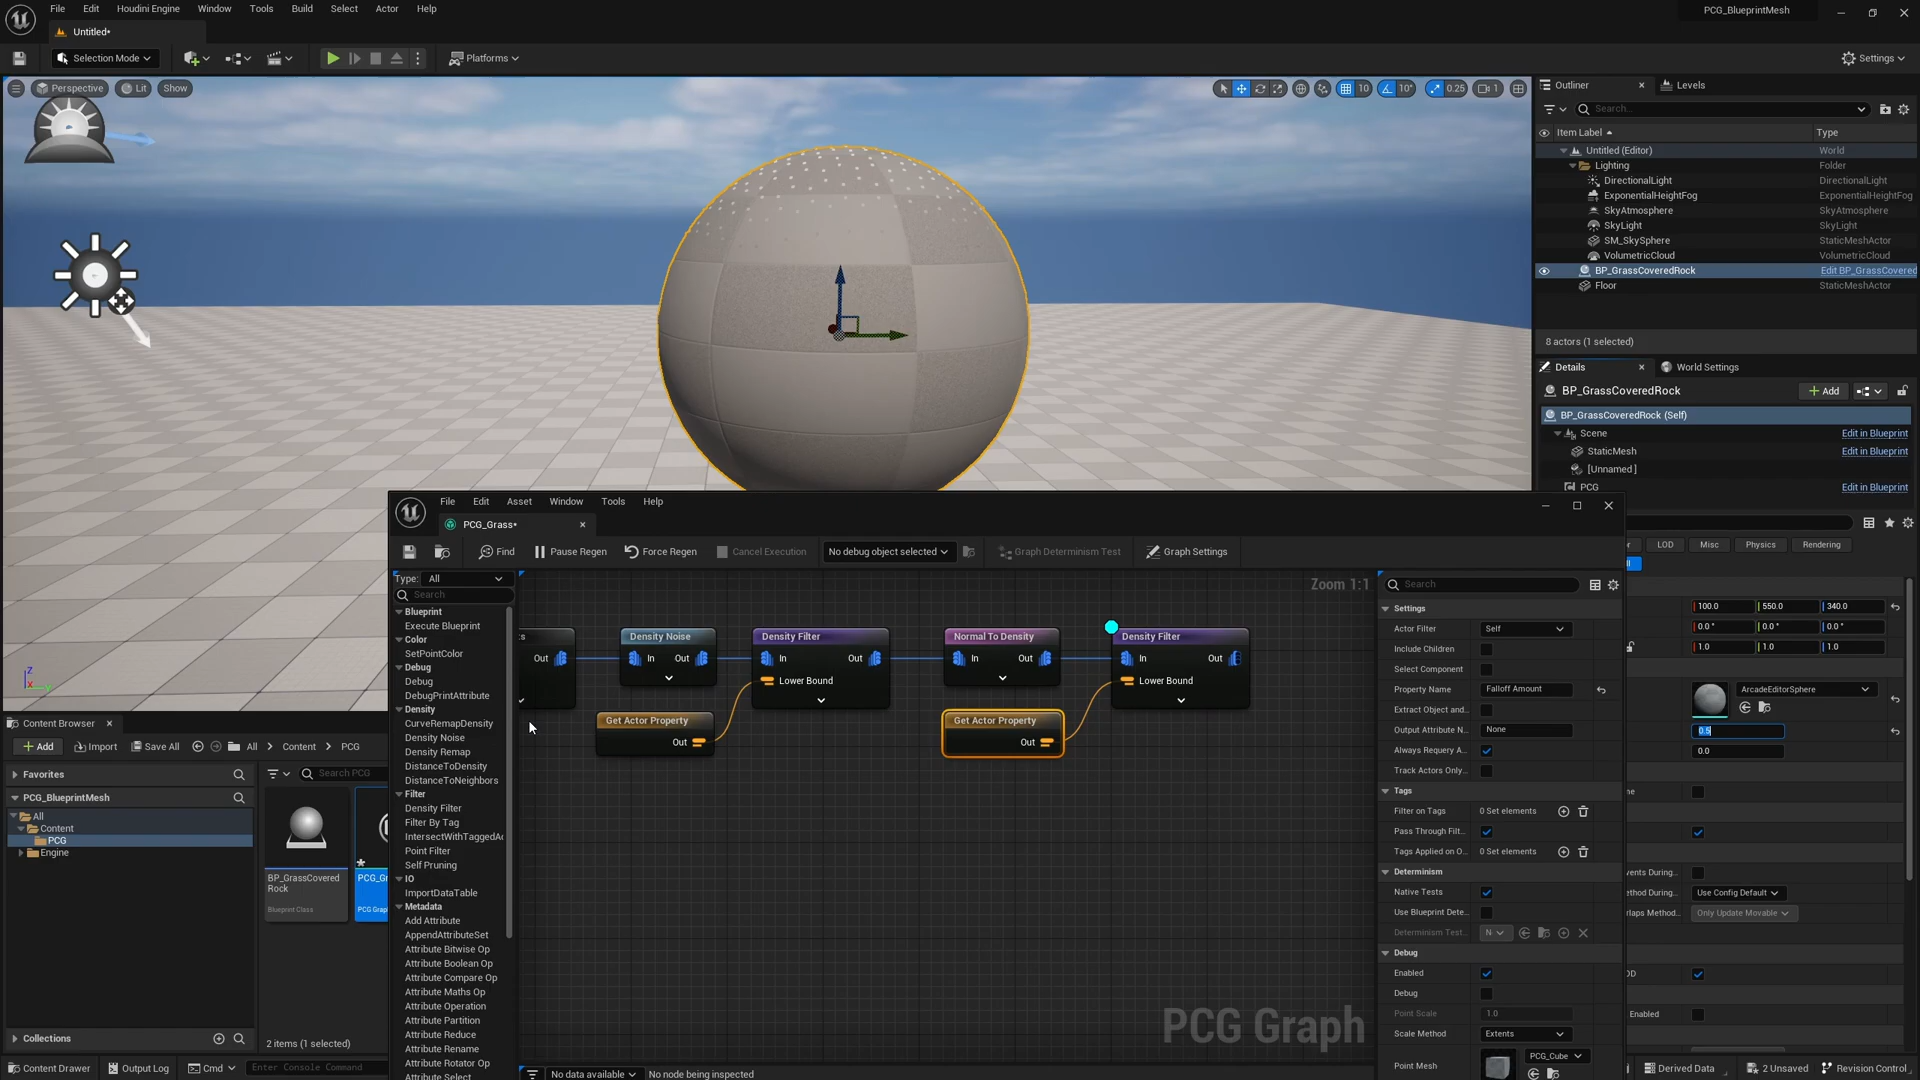 File Edit Window Houdini Engine Tools Build Select Actor Help
PCG_BlueprintMesh
Untitled*
Selection Mode
Platforms
Settings
Perspective Lit Show
10 10° 0.25 1
Outliner Levels
Search...
Item Label Type
Untitled (Editor) World
Lighting Folder
DirectionalLight DirectionalLight
ExponentialHeightFog ExponentialHeightFog
SkyAtmosphere SkyAtmosphere
SkyLight SkyLight
SM_SkySphere StaticMeshActor
VolumetricCloud VolumetricCloud
BP_GrassCoveredRock Edit BP_GrassCovered
Floor StaticMeshActor
8 actors (1 selected)
Details World Settings
BP_GrassCoveredRock
Add
BP_GrassCoveredRock (Self)
Scene Edit in Blueprint
StaticMesh Edit in Blueprint
[Unnamed ]
PCG Edit in Blueprint
LOD Misc Physics Rendering
100.0 550.0 340.0
0.0 ° 0.0 ° 0.0 °
1.0 1.0 1.0
ArcadeEditorSphere
0.5
0.0
Use Config Default
Only Update Movable
Enabled
File Edit Asset Window Tools Help
PCG_Grass*
Find Pause Regen Force Regen Cancel Execution No debug object selected Graph Determinism Test Graph Settings
Type: All
Search
Blueprint
Execute Blueprint
Color
SetPointColor
Debug
Debug
DebugPrintAttribute
Density
CurveRemapDensity
Density Noise
Density Remap
DistanceToDensity
DistanceToNeighbors
Filter
Density Filter
Filter By Tag
IntersectWithTaggedAc
Point Filter
Self Pruning
IO
ImportDataTable
Metadata
Add Attribute
AppendAttributeSet
Attribute Bitwise Op
Attribute Boolean Op
Attribute Compare Op
Attribute Maths Op
Attribute Operation
Attribute Partition
Attribute Reduce
Attribute Rename
Attribute Rotator Op
Attribute Select
Zoom 1:1
Out
Density Noise
In Out
Density Filter
In Out
Lower Bound
Get Actor Property
Out
Normal To Density
In Out
Get Actor Property
Out
Density Filter
In Out
Lower Bound
PCG Graph
No data available No node being inspected
Search
Settings
Actor Filter Self
Include Children
Select Component
Property Name Falloff Amount
Extract Object and..
Output Attribute N.. None
Always Requery A..
Track Actors Only..
Tags
Filter on Tags 0 Set elements
Pass Through Filt..
Tags Applied on O.. 0 Set elements
Determinism
Native Tests
Use Blueprint Dete..
Determinism Test..
Debug
Enabled
Debug
Point Scale 1.0
Scale Method Extents
Point Mesh PCG_Cube
Content Browser
Add Import Save All All Content PCG
Favorites
Search PCG
PCG_BlueprintMesh
All
Content
PCG
Engine
BP_GrassCovered
Rock
Blueprint Class
PCG_Gr
PCG Grap
Collections
2 items (1 selected)
Content Drawer Output Log Cmd Enter Console Command
Derived Data 2 Unsaved Revision Control